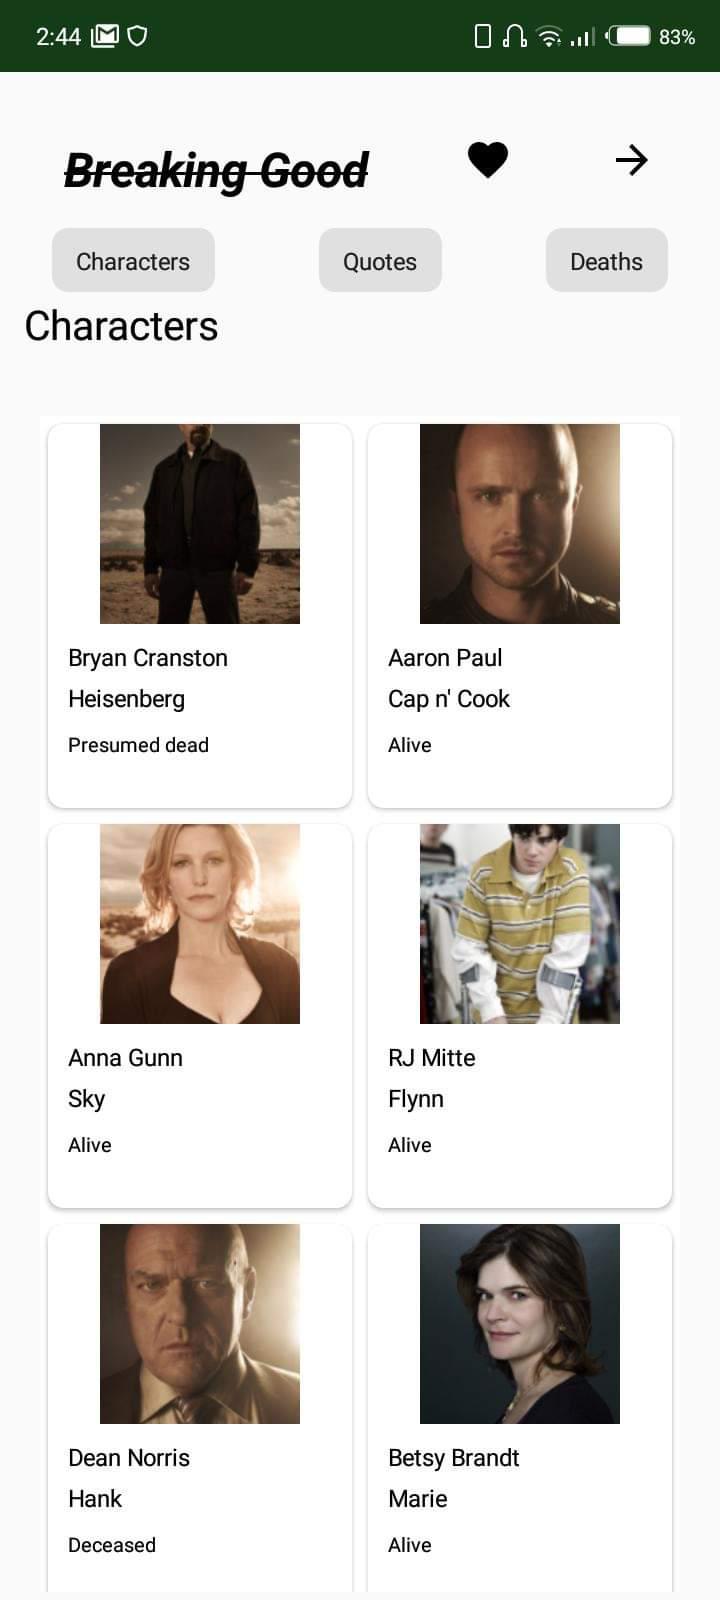 2:44 83%
Breaking Good
Characters Quotes Deaths
Characters
Bryan Cranston
Heisenberg
Presumed dead
Aaron Paul
Cap n' Cook
Alive
Anna Gunn
Sky
Alive
RJ Mitte
Flynn
Alive
Dean Norris
Hank
Deceased
Betsy Brandt
Marie
Alive